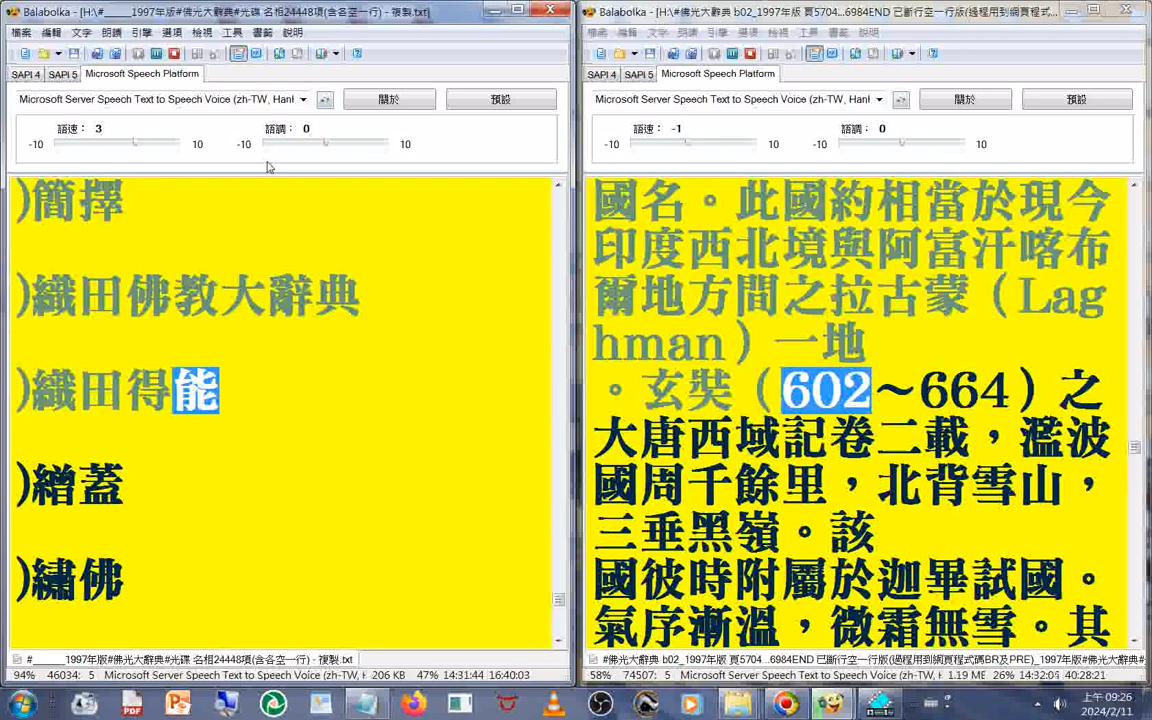 Balabolka - [H:\#_____1997年版#佛光大辭典#光碟 名相24448項(含各空一行) - 複製.txt]
檔案 編輯 文字 朗讀 引擎 選項 檢視 工具 書籤 說明
SAPI 4 SAPI 5 Microsoft Speech Platform
Microsoft Server Speech Text to Speech Voice (zh-TW, Hanl
關於
預設
語速： 3
語調： 0
-10 10 -10 10
)簡擇
)織田佛教大辭典
)織田得能
)繒蓋
)繡佛
#_____1997年版#佛光大辭典#光碟 名相24448項(含各空一行) - 複製.txt
94% 46034: 5 Microsoft Server Speech Text to Speech Voice (zh-TW, 206 KB 47% 14:31:44 16:40:03
Balabolka - [H:\#佛光大辭典 b02_1997年版 頁5704...6984END 已斷行空一行版(過程用到網頁程式...
檔案 編輯 文字 朗讀 引擎 選項 檢視 工具 書籤 說明
SAPI 4 SAPI 5 Microsoft Speech Platform
Microsoft Server Speech Text to Speech Voice (zh-TW, Hanl
關於
預設
語速： -1
語調： 0
-10 10 -10 10
國名。此國約相當於現今
印度西北境與阿富汗喀布
爾地方間之拉古蒙（Lag
hman）一地
。玄奘（602～664）之
大唐西域記卷二載，濫波
國周千餘里，北背雪山，
三垂黑嶺。該
國彼時附屬於迦畢試國。
氣序漸溫，微霜無雪。其
#佛光大辭典 b02_1997年版 頁5704...6984END 已斷行空一行版(過程用到網頁程式碼BR及PRE)_1997年版#佛光大辭典#
58% 74507: 5 Microsoft Server Speech Text to Speech Voice (zh-TW, 1.19 ME 26% 14:32:0 40:28:21
上午 09:26
2024/2/11